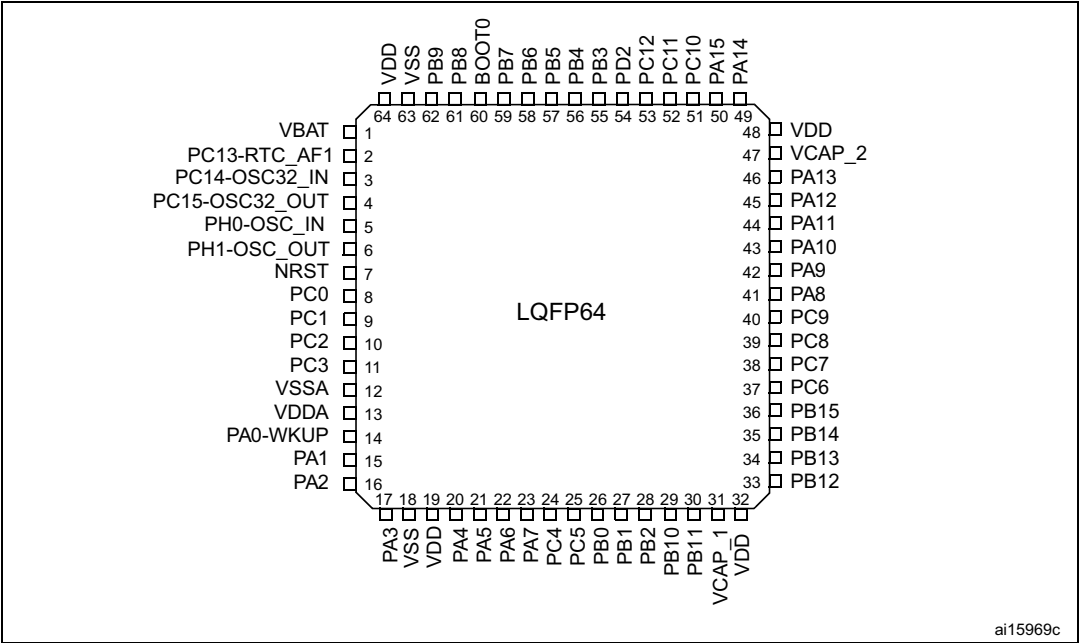 VDD
VSS
PB9
PB8
BOOT0
PB7
PB6
PB5
PB4
PB3
PD2
PC12
PC11
PC10
PA15
PA14
64 63 62 61 60 59 58 57 56 55 54 53 52 51 50 49
VBAT 1
PC13-RTC_AF1 2
PC14-OSC32_IN 3
PC15-OSC32_OUT 4
PH0-OSC_IN 5
PH1-OSC_OUT 6
NRST 7
PC0 8
PC1 9
PC2 10
PC3 11
VSSA 12
VDDA 13
PA0-WKUP 14
PA1 15
PA2 16
LQFP64
48 VDD
47 VCAP_2
46 PA13
45 PA12
44 PA11
43 PA10
42 PA9
41 PA8
40 PC9
39 PC8
38 PC7
37 PC6
36 PB15
35 PB14
34 PB13
33 PB12
17 18 19 20 21 22 23 24 25 26 27 28 29 30 31 32
PA3
VSS
VDD
PA4
PA5
PA6
PA7
PC4
PC5
PB0
PB1
PB2
PB10
PB11
VCAP_1
VDD
ai15969c